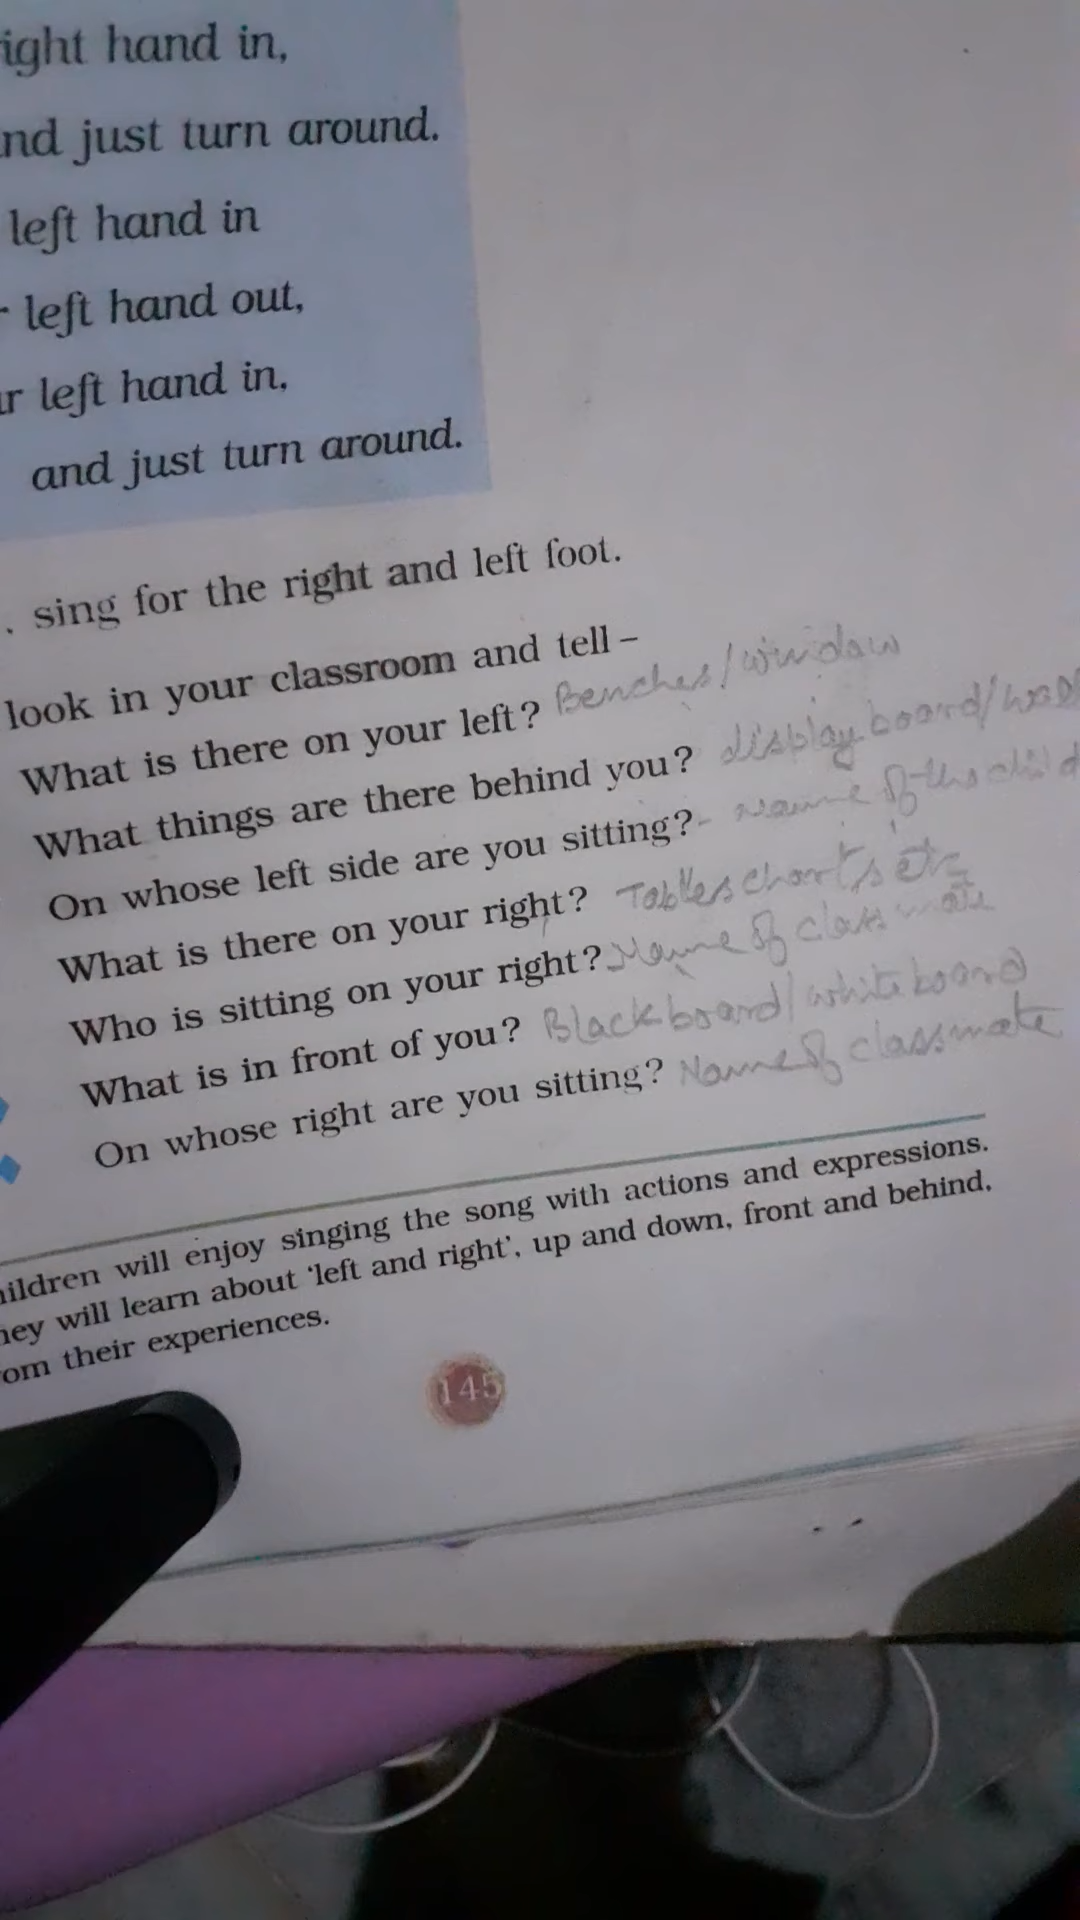 ight hand in,
nd just turn around.
left hand in
left hand out,
r left hand in,
and just turn around.
. sing for the right and left foot.
look in your classroom and tell –
What is there on your left? Benches/window
What things are there behind you? display board/wall
On whose left side are you sitting?- name of the child
What is there on your right? Tables charts etc
Who is sitting on your right? Name of classmate
What is in front of you? Blackboard/whiteboard
On whose right are you sitting? Name of classmate
ildren will enjoy singing the song with actions and expressions.
hey will learn about 'left and right', up and down, front and behind,
om their experiences.
145